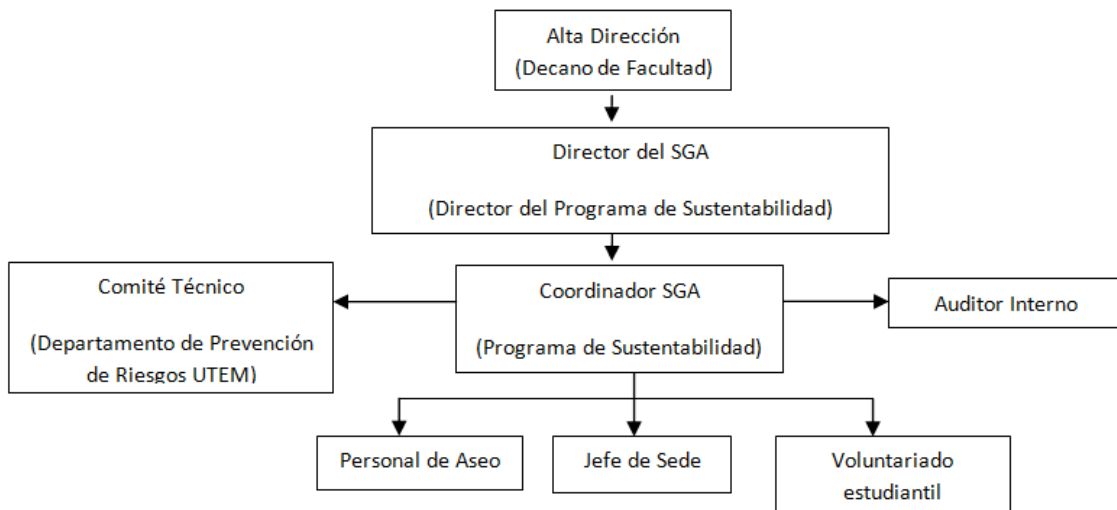 Alta Dirección
(Decano de Facultad)
Director del SGA
(Director del Programa de Sustentabilidad)
Comité Técnico
(Departamento de Prevención
de Riesgos UTEM)
Coordinador SGA
(Programa de Sustentabilidad)
Auditor Interno
Personal de Aseo
Jefe de Sede
Voluntariado
estudiantil